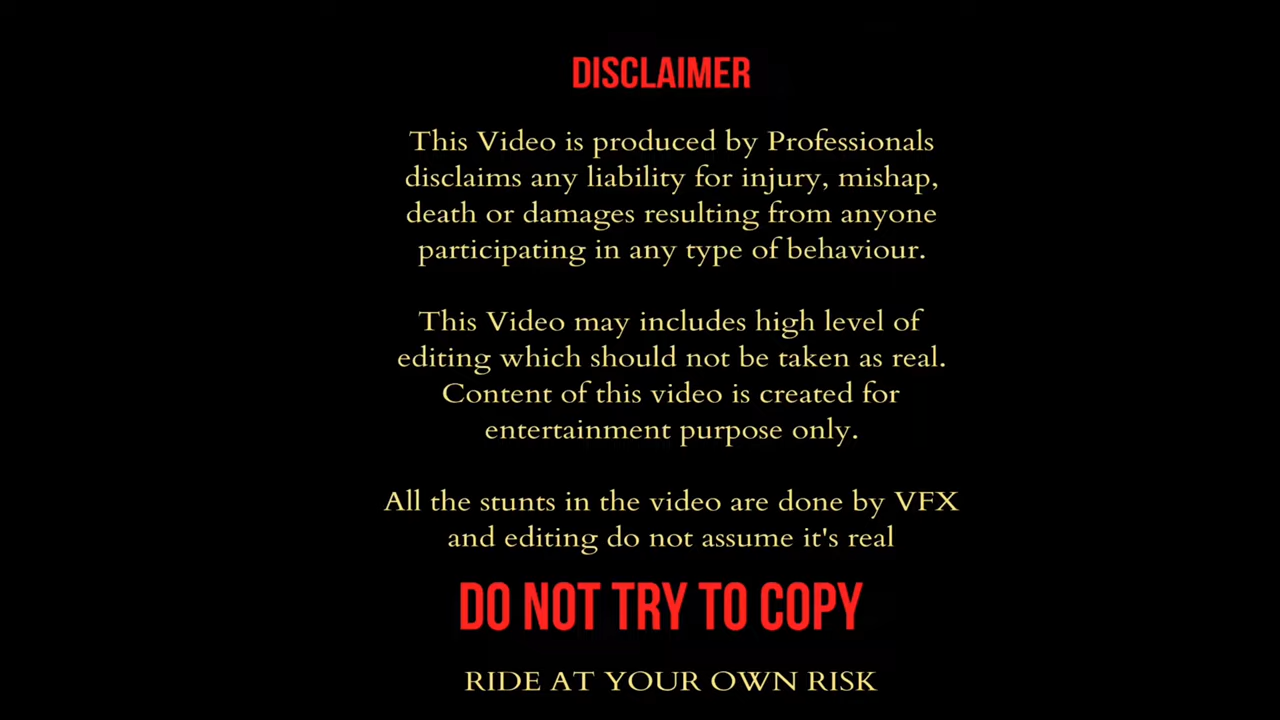 DISCLAIMER
This Video is produced by Professionals
disclaims any liability for injury, mishap,
death or damages resulting from anyone
participating in any type of behaviour.
This Video may includes high level of
editing which should not be taken as real.
Content of this video is created for
entertainment purpose only.
All the stunts in the video are done by VFX
and editing do not assume it's real
DO NOT TRY TO COPY
RIDE AT YOUR OWN RISK